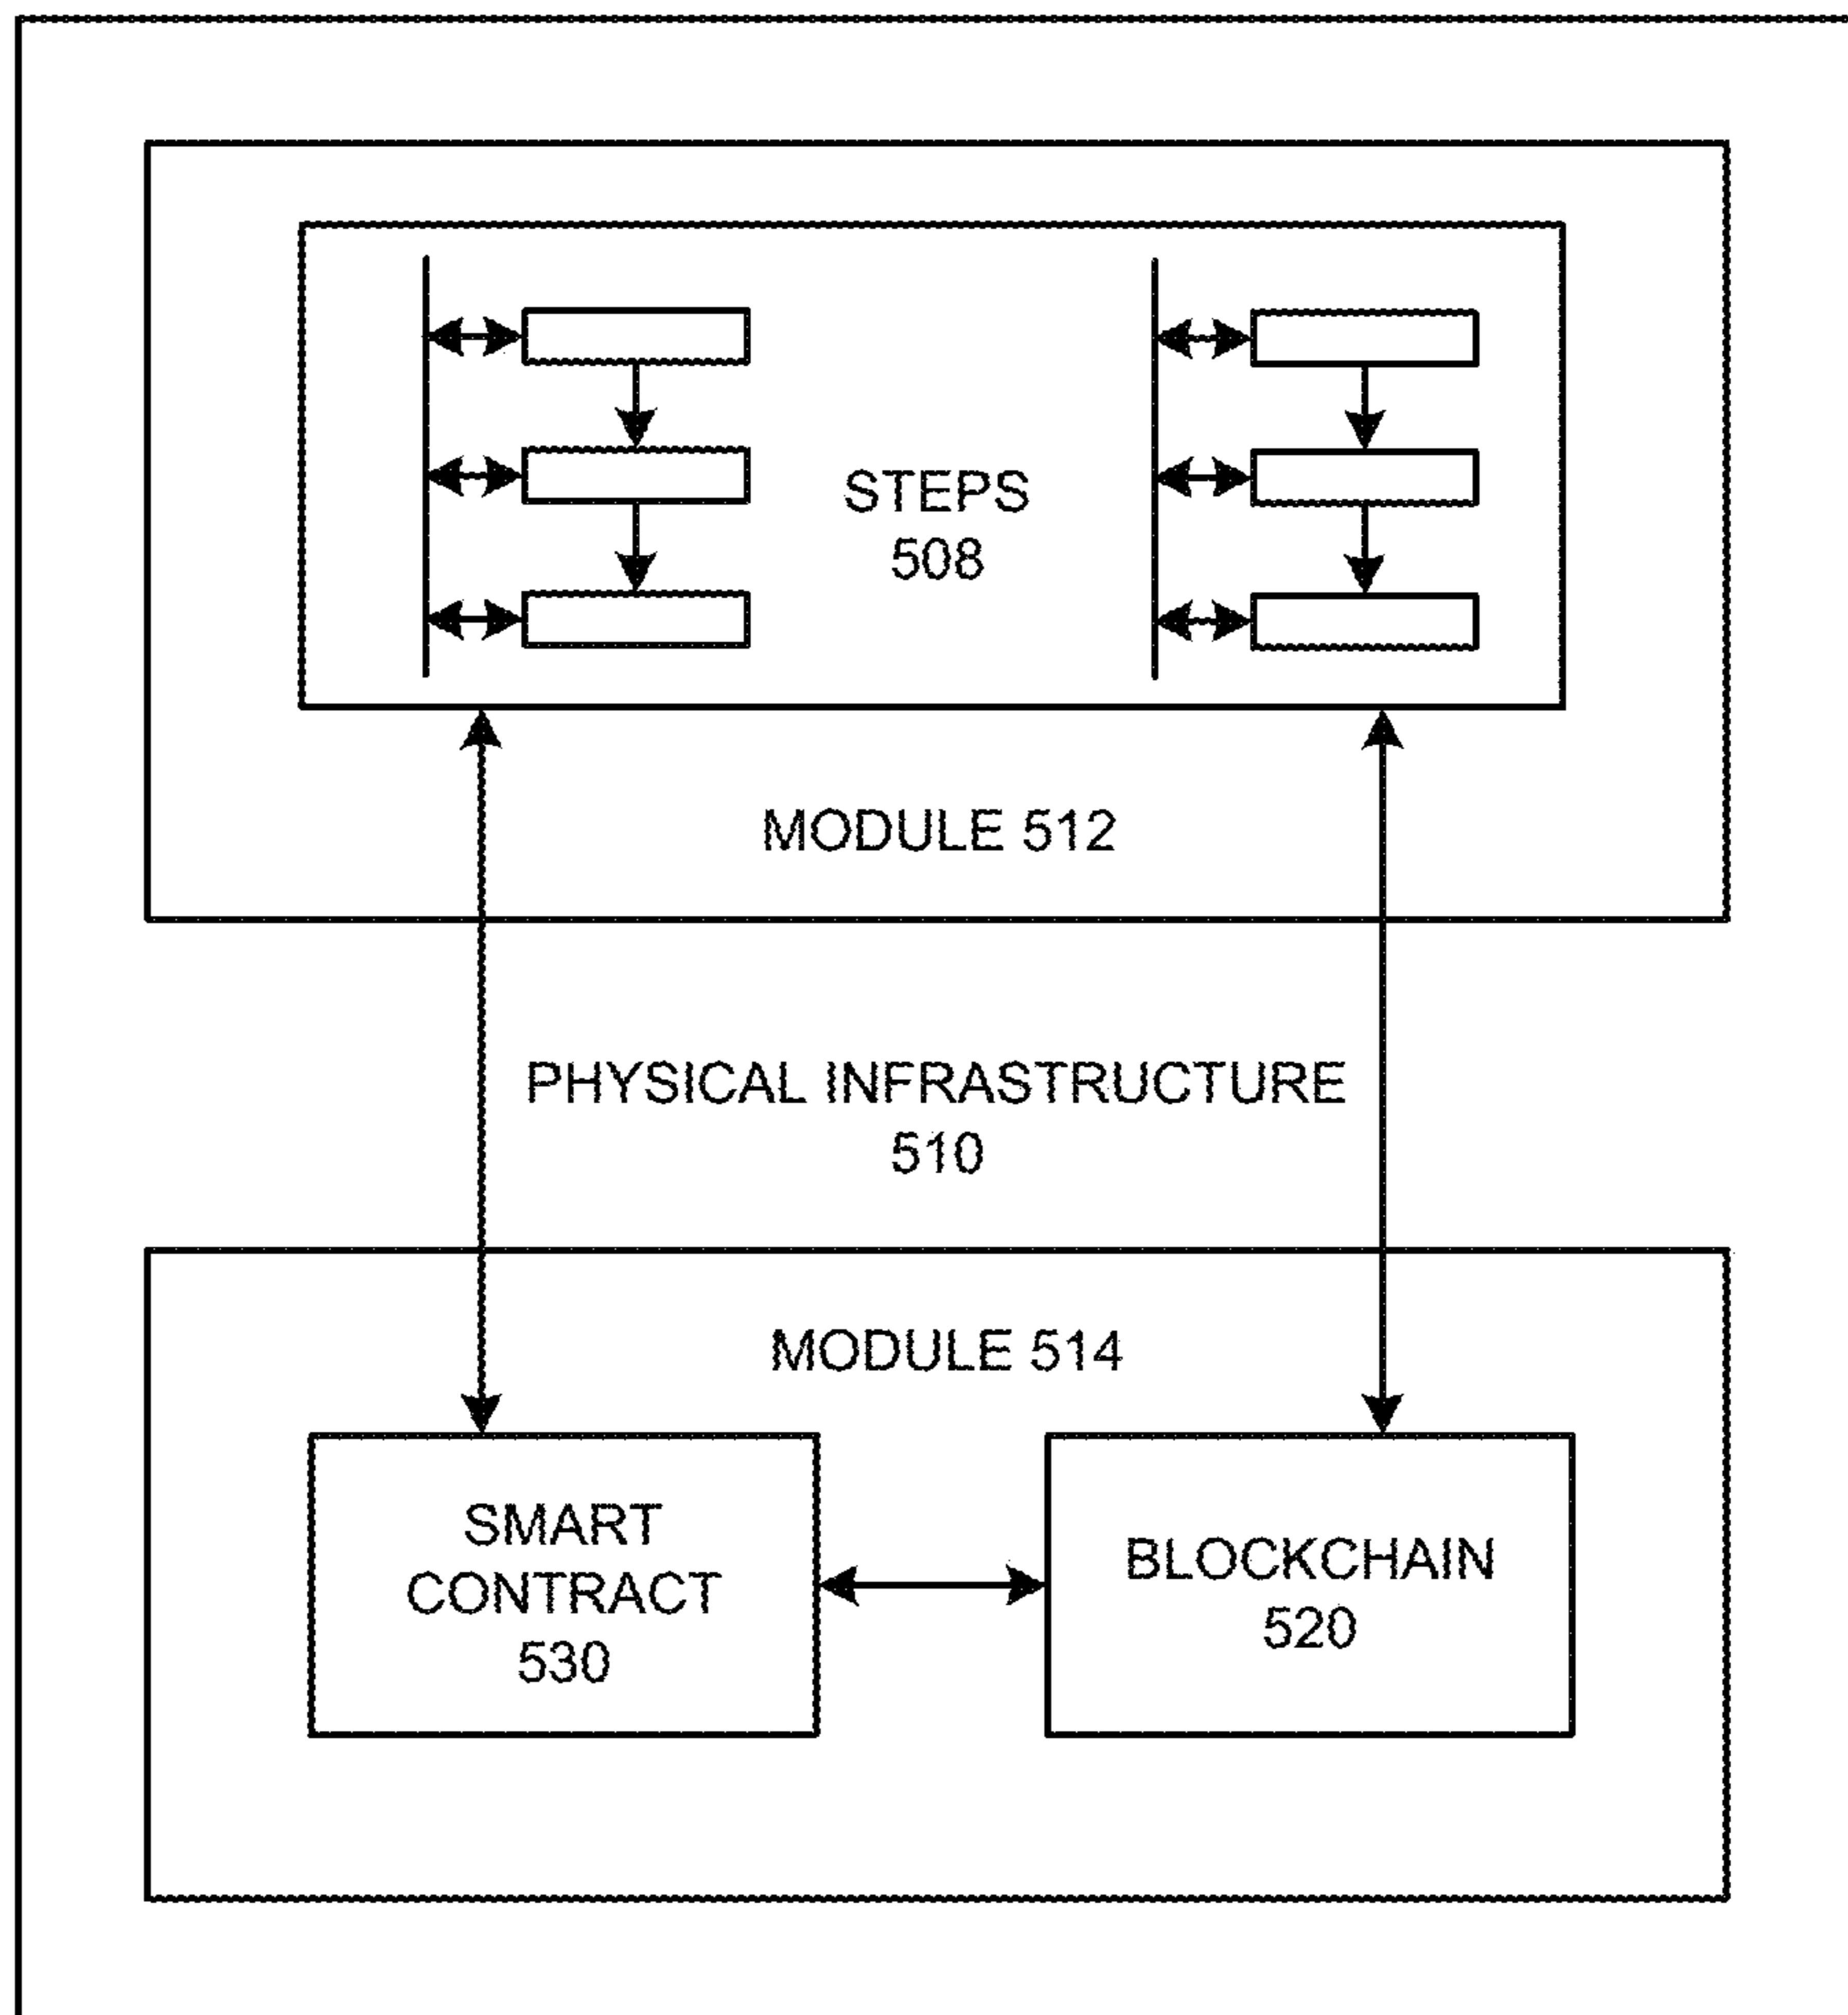 STEPS
508
MODULE 512
PHYSICAL INFRASTRUCTURE
510
MODULE 514
SMART
CONTRACT
530
BLOCKCHAIN
520